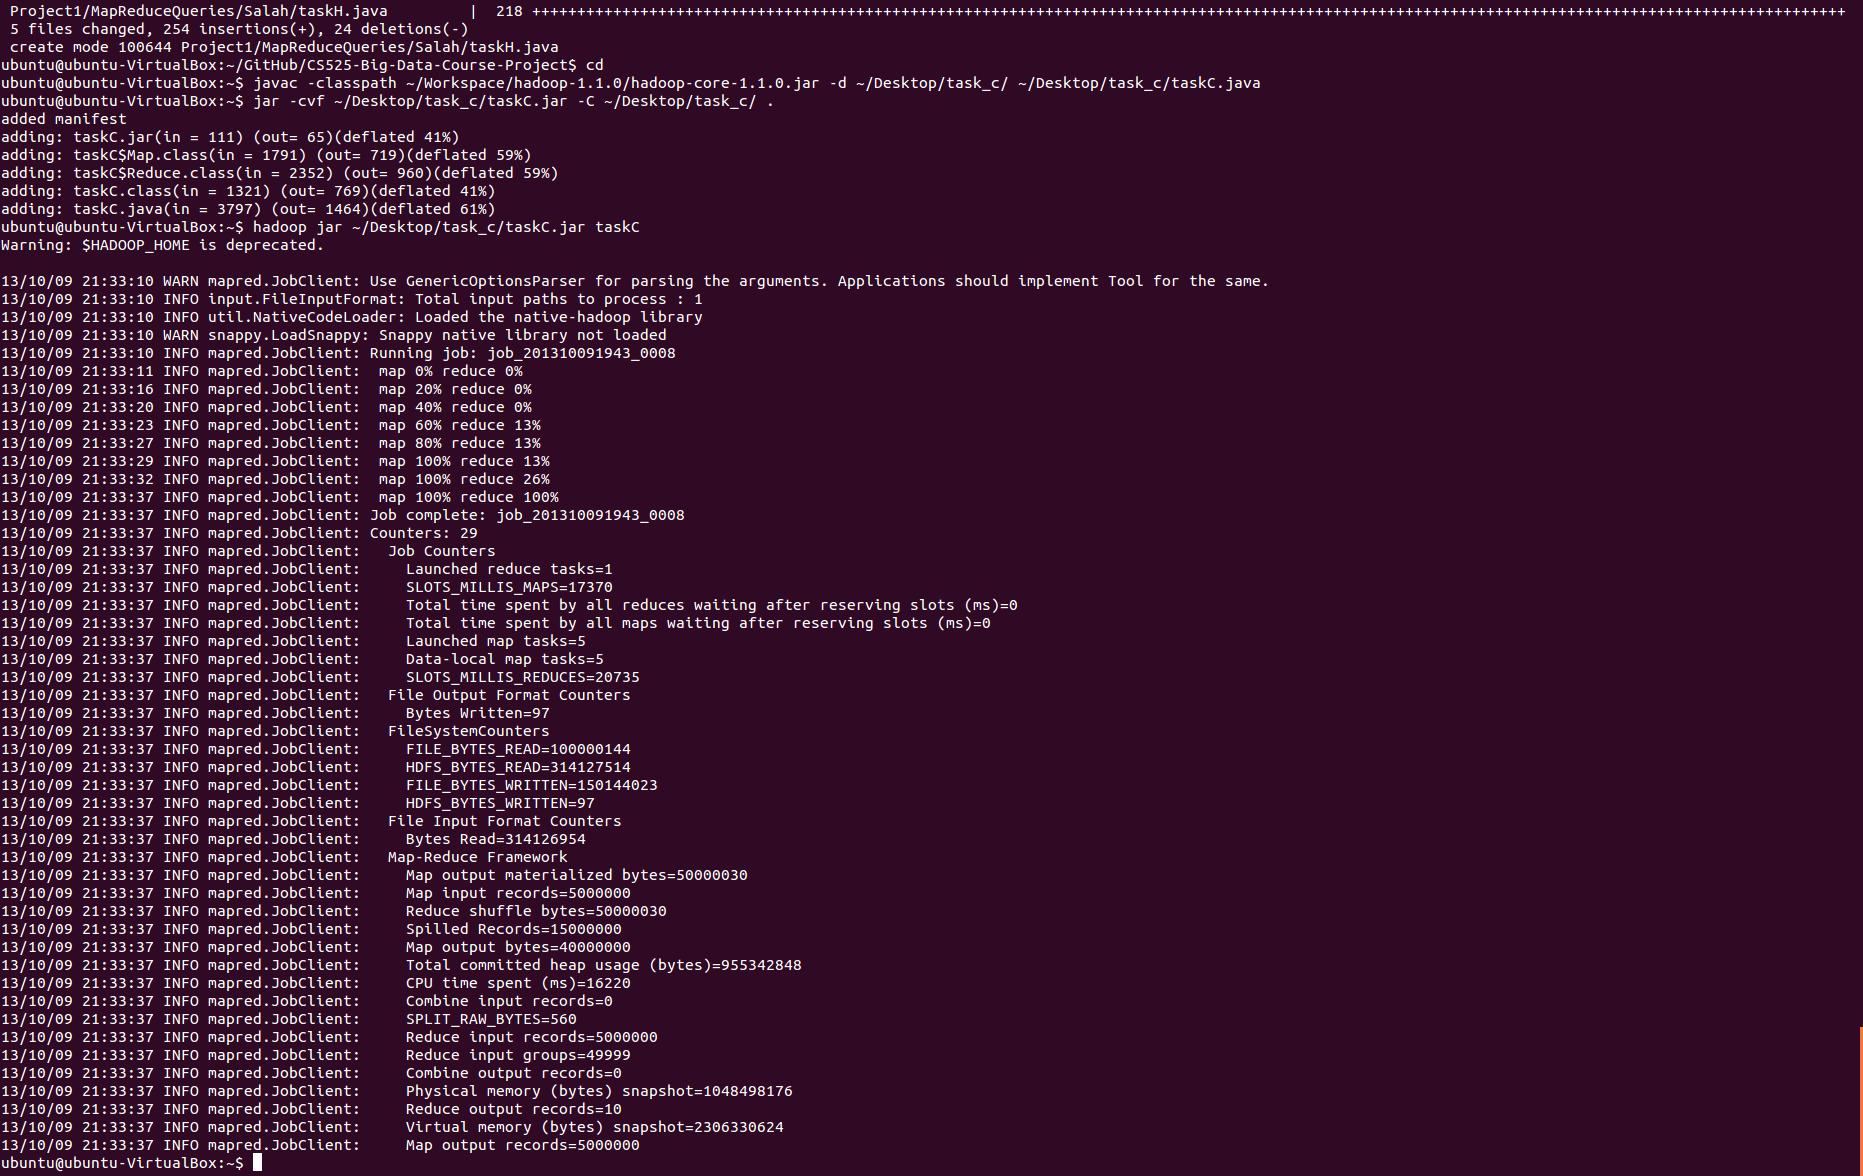 Project1/MapReduceQueries/Salah/taskH.java         |  218 ++++++++++++++++++++++++++++++++++++++++++++++++++++++++++++++++++++++++++++++++++++++++++++++++++++++++++++++++++++++++++++++++++++++++++++++++++
5 files changed, 254 insertions(+), 24 deletions(-)
create mode 100644 Project1/MapReduceQueries/Salah/taskH.java
ubuntu@ubuntu-VirtualBox:~/GitHub/CS525-Big-Data-Course-Project$ cd
ubuntu@ubuntu-VirtualBox:~$ javac -classpath ~/Workspace/hadoop-1.1.0/hadoop-core-1.1.0.jar -d ~/Desktop/task_c/ ~/Desktop/task_c/taskC.java
ubuntu@ubuntu-VirtualBox:~$ jar -cvf ~/Desktop/task_c/taskC.jar -C ~/Desktop/task_c/ .
added manifest
adding: taskC.jar(in = 111) (out= 65)(deflated 41%)
adding: taskC$Map.class(in = 1791) (out= 719)(deflated 59%)
adding: taskC$Reduce.class(in = 2352) (out= 960)(deflated 59%)
adding: taskC.class(in = 1321) (out= 769)(deflated 41%)
adding: taskC.java(in = 3797) (out= 1464)(deflated 61%)
ubuntu@ubuntu-VirtualBox:~$ hadoop jar ~/Desktop/task_c/taskC.jar taskC
Warning: $HADOOP_HOME is deprecated.

13/10/09 21:33:10 WARN mapred.JobClient: Use GenericOptionsParser for parsing the arguments. Applications should implement Tool for the same.
13/10/09 21:33:10 INFO input.FileInputFormat: Total input paths to process : 1
13/10/09 21:33:10 INFO util.NativeCodeLoader: Loaded the native-hadoop library
13/10/09 21:33:10 WARN snappy.LoadSnappy: Snappy native library not loaded
13/10/09 21:33:10 INFO mapred.JobClient: Running job: job_201310091943_0008
13/10/09 21:33:11 INFO mapred.JobClient:  map 0% reduce 0%
13/10/09 21:33:16 INFO mapred.JobClient:  map 20% reduce 0%
13/10/09 21:33:20 INFO mapred.JobClient:  map 40% reduce 0%
13/10/09 21:33:23 INFO mapred.JobClient:  map 60% reduce 13%
13/10/09 21:33:27 INFO mapred.JobClient:  map 80% reduce 13%
13/10/09 21:33:29 INFO mapred.JobClient:  map 100% reduce 13%
13/10/09 21:33:32 INFO mapred.JobClient:  map 100% reduce 26%
13/10/09 21:33:37 INFO mapred.JobClient:  map 100% reduce 100%
13/10/09 21:33:37 INFO mapred.JobClient: Job complete: job_201310091943_0008
13/10/09 21:33:37 INFO mapred.JobClient: Counters: 29
13/10/09 21:33:37 INFO mapred.JobClient:   Job Counters
13/10/09 21:33:37 INFO mapred.JobClient:     Launched reduce tasks=1
13/10/09 21:33:37 INFO mapred.JobClient:     SLOTS_MILLIS_MAPS=17370
13/10/09 21:33:37 INFO mapred.JobClient:     Total time spent by all reduces waiting after reserving slots (ms)=0
13/10/09 21:33:37 INFO mapred.JobClient:     Total time spent by all maps waiting after reserving slots (ms)=0
13/10/09 21:33:37 INFO mapred.JobClient:     Launched map tasks=5
13/10/09 21:33:37 INFO mapred.JobClient:     Data-local map tasks=5
13/10/09 21:33:37 INFO mapred.JobClient:     SLOTS_MILLIS_REDUCES=20735
13/10/09 21:33:37 INFO mapred.JobClient:   File Output Format Counters
13/10/09 21:33:37 INFO mapred.JobClient:     Bytes Written=97
13/10/09 21:33:37 INFO mapred.JobClient:   FileSystemCounters
13/10/09 21:33:37 INFO mapred.JobClient:     FILE_BYTES_READ=100000144
13/10/09 21:33:37 INFO mapred.JobClient:     HDFS_BYTES_READ=314127514
13/10/09 21:33:37 INFO mapred.JobClient:     FILE_BYTES_WRITTEN=150144023
13/10/09 21:33:37 INFO mapred.JobClient:     HDFS_BYTES_WRITTEN=97
13/10/09 21:33:37 INFO mapred.JobClient:   File Input Format Counters
13/10/09 21:33:37 INFO mapred.JobClient:     Bytes Read=314126954
13/10/09 21:33:37 INFO mapred.JobClient:   Map-Reduce Framework
13/10/09 21:33:37 INFO mapred.JobClient:     Map output materialized bytes=50000030
13/10/09 21:33:37 INFO mapred.JobClient:     Map input records=5000000
13/10/09 21:33:37 INFO mapred.JobClient:     Reduce shuffle bytes=50000030
13/10/09 21:33:37 INFO mapred.JobClient:     Spilled Records=15000000
13/10/09 21:33:37 INFO mapred.JobClient:     Map output bytes=40000000
13/10/09 21:33:37 INFO mapred.JobClient:     Total committed heap usage (bytes)=955342848
13/10/09 21:33:37 INFO mapred.JobClient:     CPU time spent (ms)=16220
13/10/09 21:33:37 INFO mapred.JobClient:     Combine input records=0
13/10/09 21:33:37 INFO mapred.JobClient:     SPLIT_RAW_BYTES=560
13/10/09 21:33:37 INFO mapred.JobClient:     Reduce input records=5000000
13/10/09 21:33:37 INFO mapred.JobClient:     Reduce input groups=49999
13/10/09 21:33:37 INFO mapred.JobClient:     Combine output records=0
13/10/09 21:33:37 INFO mapred.JobClient:     Physical memory (bytes) snapshot=1048498176
13/10/09 21:33:37 INFO mapred.JobClient:     Reduce output records=10
13/10/09 21:33:37 INFO mapred.JobClient:     Virtual memory (bytes) snapshot=2306330624
13/10/09 21:33:37 INFO mapred.JobClient:     Map output records=5000000
ubuntu@ubuntu-VirtualBox:~$